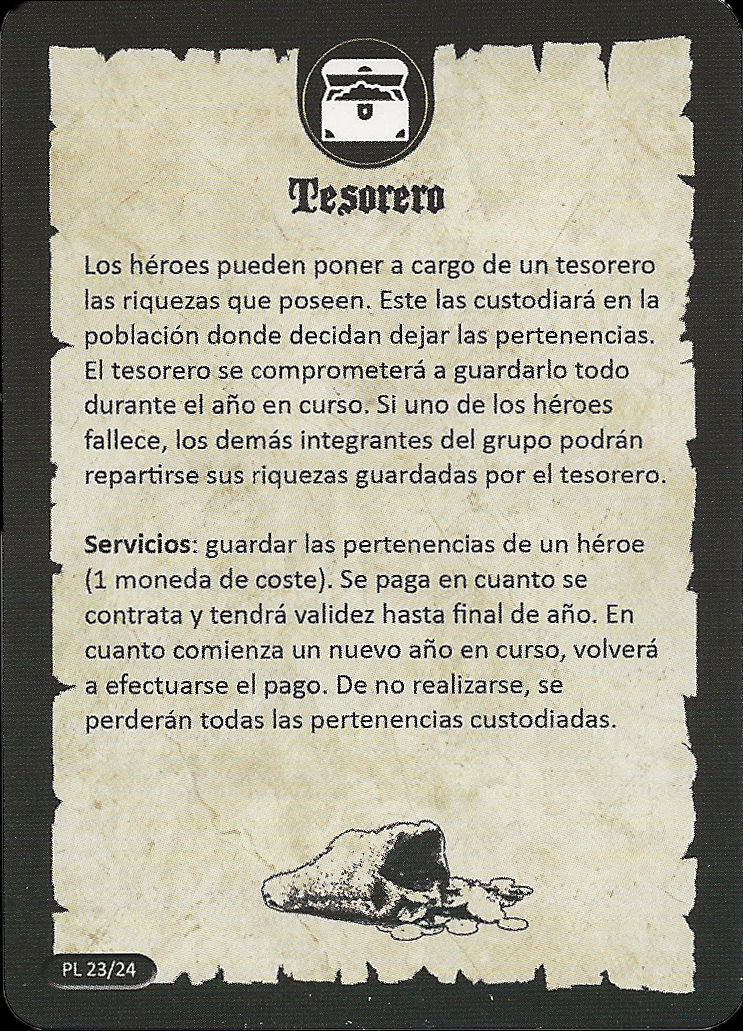 Tesorero
Los héroes pueden poner a cargo de un tesorero
las riquezas que poseen. Este las custodiará en la
población donde decidan dejar las pertenencias.
El tesorero se comprometerá a guardarlo todo
durante el año en curso. Si uno de los héroes
fallece, los demás integrantes del grupo podrán
repartirse sus riquezas guardadas por el tesorero.
Servicios: guardar las pertenencias de un héroe
(1 moneda de coste). Se paga en cuanto se
contrata y tendrá validez hasta final de año. En
cuanto comienza un nuevo año en curso, volverá
a efectuarse el pago. De no realizarse, se
perderán todas las pertenencias custodiadas.
PL 23/24